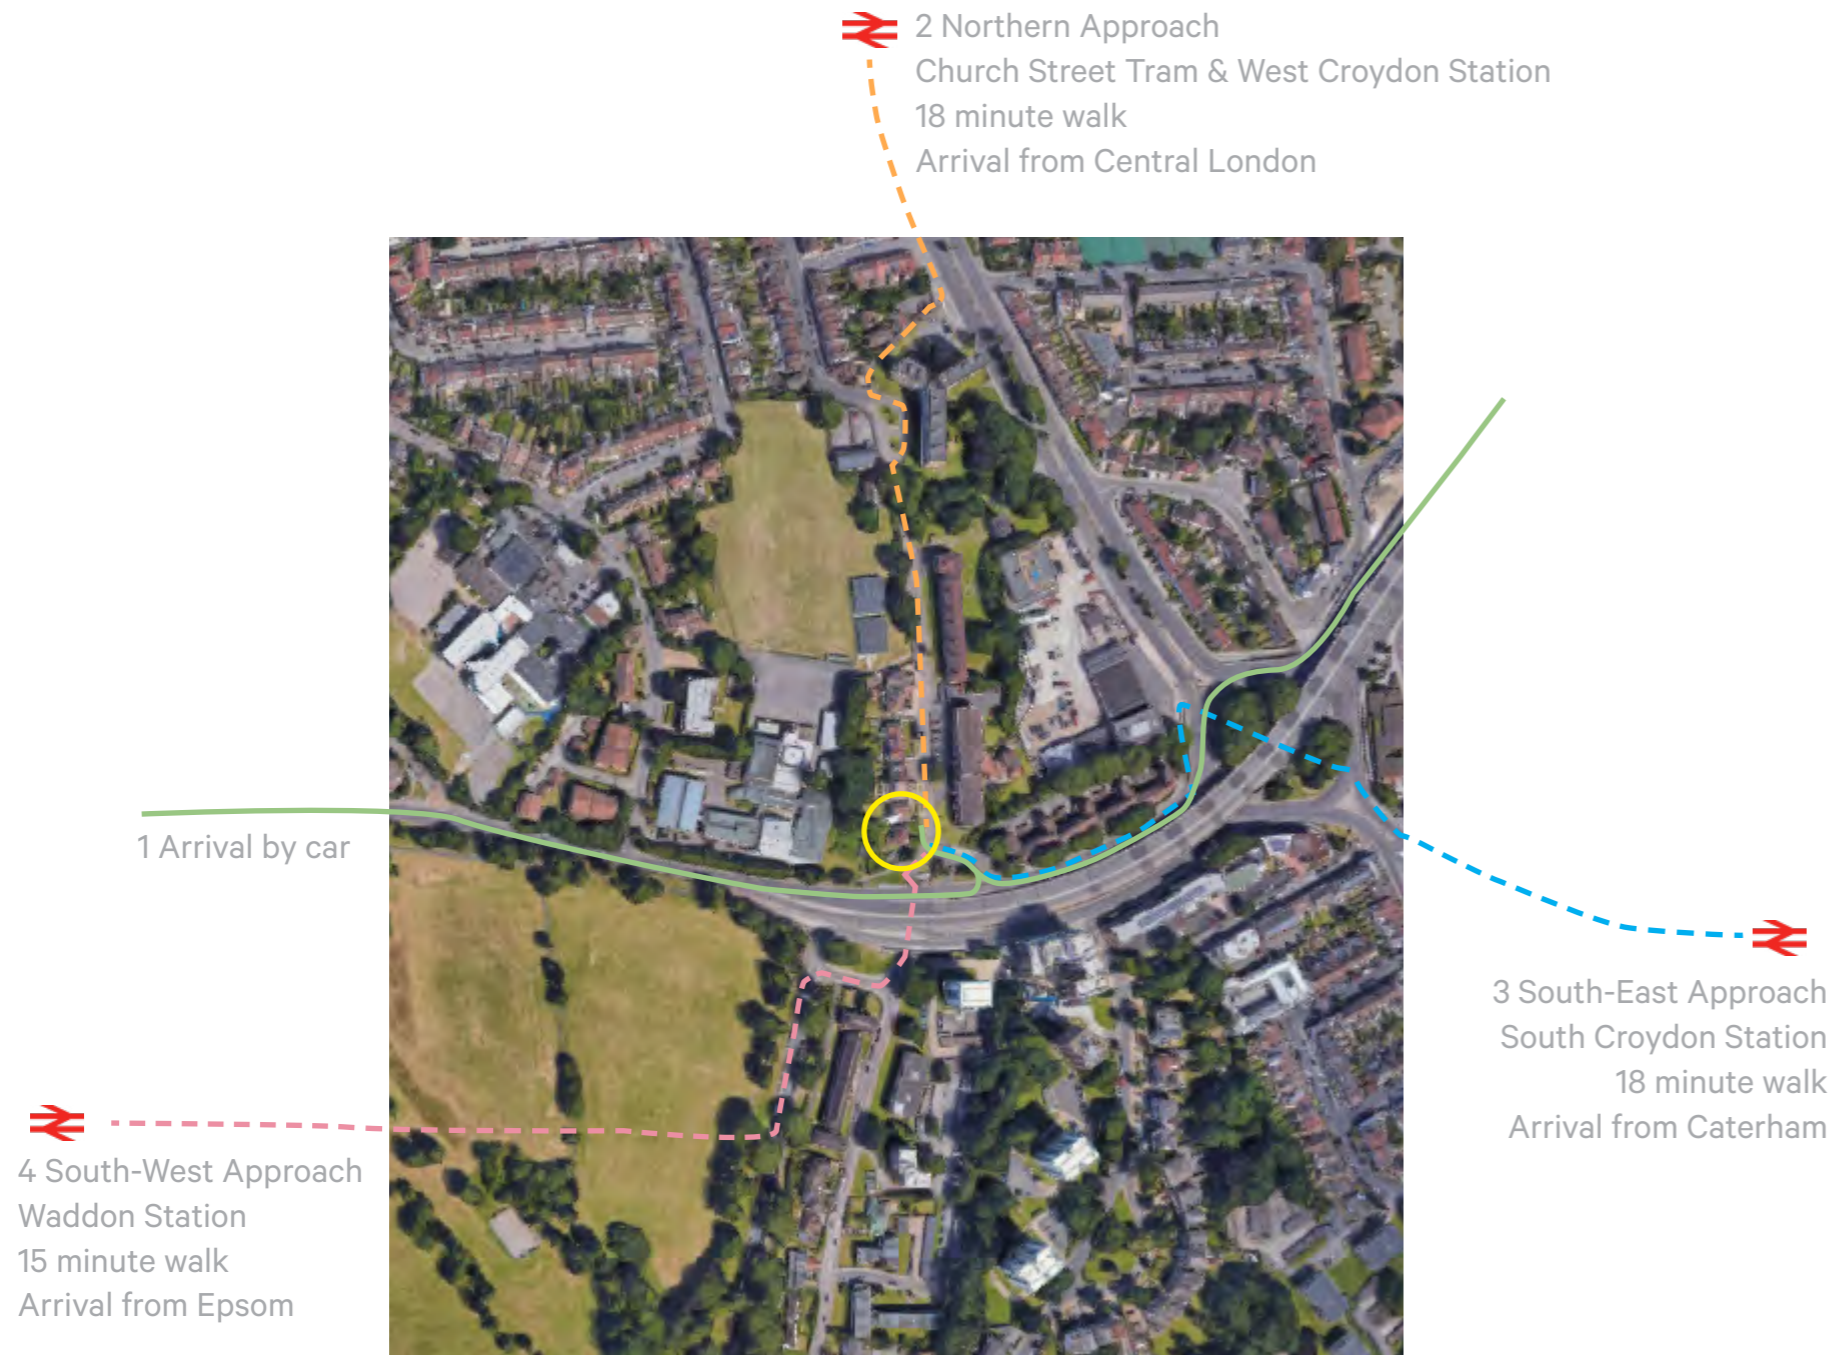 2 Northern Approach
Church Street Tram & West Croydon Station
18 minute walk
Arrival from Central London
1 Arrival by car
3 South-East Approach
South Croydon Station
18 minute walk
Arrival from Caterham
4 South-West Approach
Waddon Station
15 minute walk
Arrival from Epsom